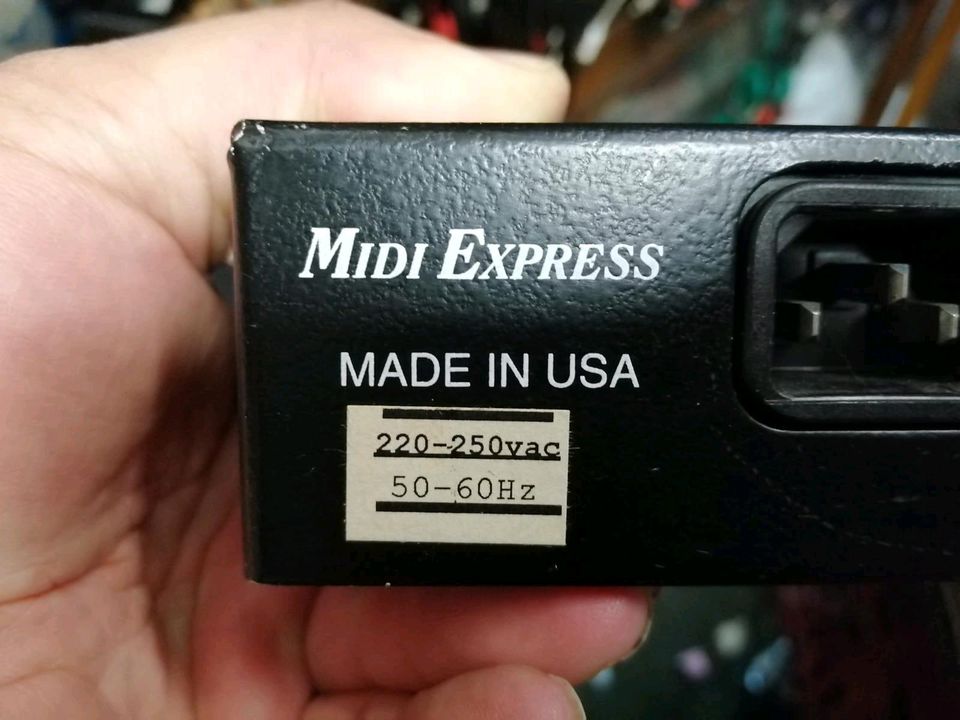 MIDI EXPRESS
MADE IN USA
220-250vac
50-60Hz